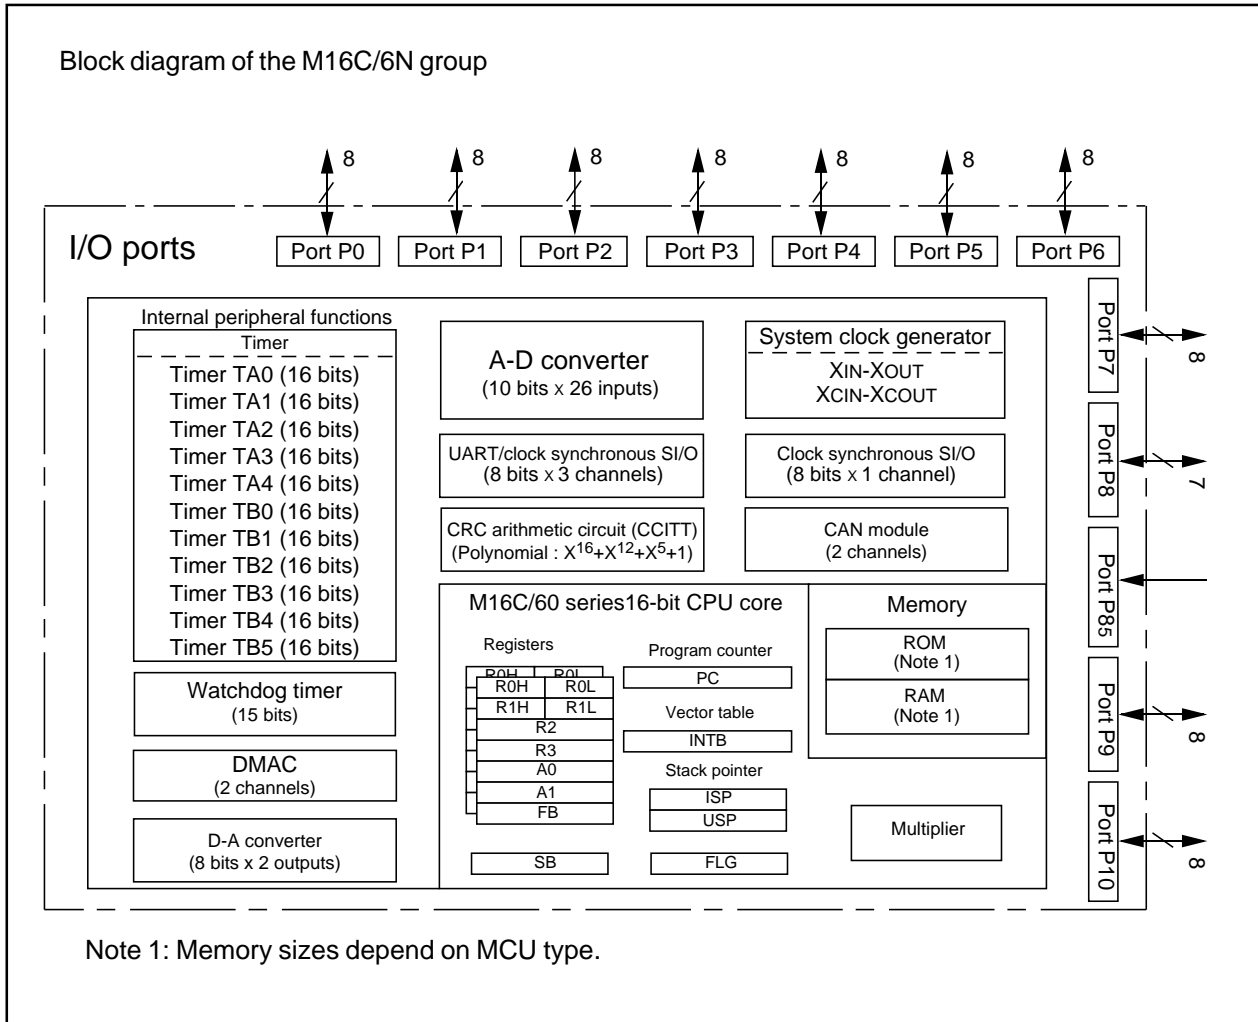 Block diagram of the M16C/6N group
8 8 8 8 8 8 8
I/O ports
Port P0 Port P1 Port P2 Port P3 Port P4 Port P5 Port P6
Internal peripheral functions
Timer
Timer TA0 (16 bits)
Timer TA1 (16 bits)
Timer TA2 (16 bits)
Timer TA3 (16 bits)
Timer TA4 (16 bits)
Timer TB0 (16 bits)
Timer TB1 (16 bits)
Timer TB2 (16 bits)
Timer TB3 (16 bits)
Timer TB4 (16 bits)
Timer TB5 (16 bits)
Watchdog timer
(15 bits)
DMAC
(2 channels)
D-A converter
(8 bits x 2 outputs)
A-D converter
(10 bits x 26 inputs)
System clock generator
XIN-XOUT
XCIN-XCOUT
UART/clock synchronous SI/O
(8 bits x 3 channels)
Clock synchronous SI/O
(8 bits x 1 channel)
CRC arithmetic circuit (CCITT)
(Polynomial : X16+X12+X5+1)
CAN module
(2 channels)
M16C/60 series16-bit CPU core
Registers
R0H R0L
R0H R0L
R1H R1L
R2
R3
A0
A1
FB
SB
Program counter
PC
Vector table
INTB
Stack pointer
ISP
USP
FLG
Memory
ROM
(Note 1)
RAM
(Note 1)
Multiplier
Port P7
8
Port P8
7
Port P85
Port P9
8
Port P10
8
Note 1: Memory sizes depend on MCU type.